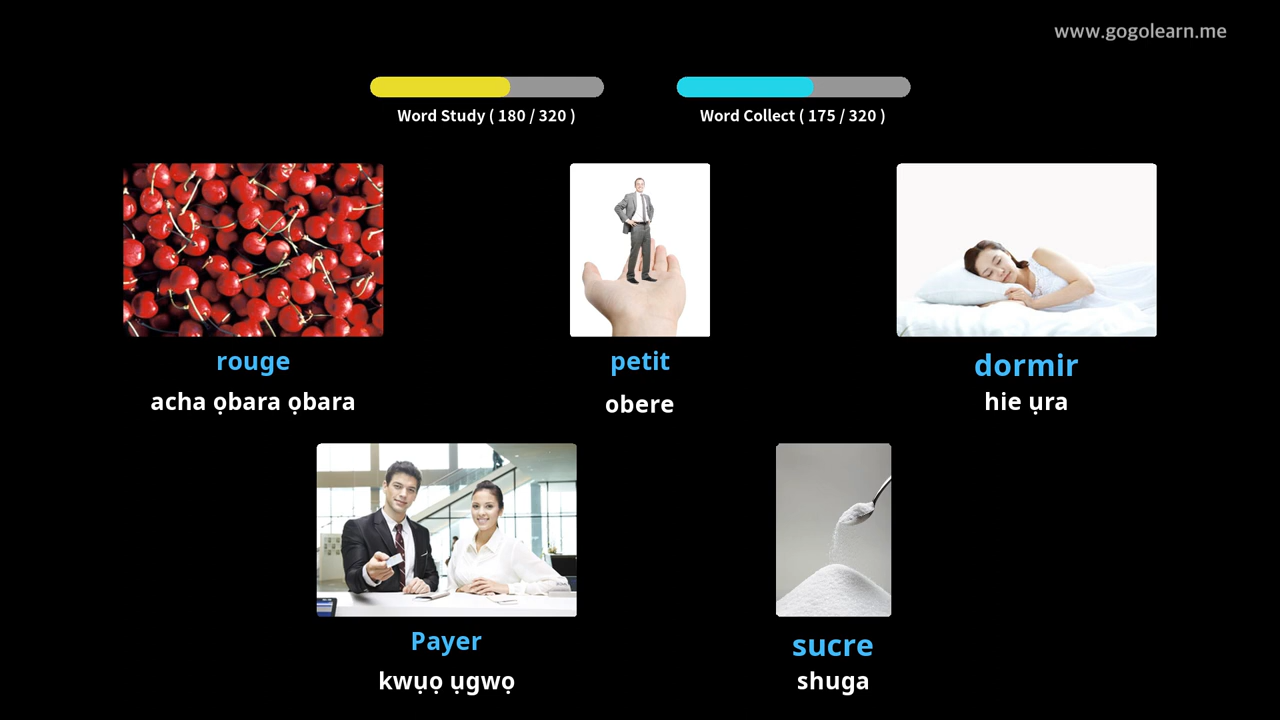 www.gogolearn.me
Word Study ( 180 / 320 )
Word Collect ( 175 / 320 )
rouge
acha ọbara ọbara
petit
obere
dormir
hie ụra
Payer
kwụọ ụgwọ
sucre
shuga